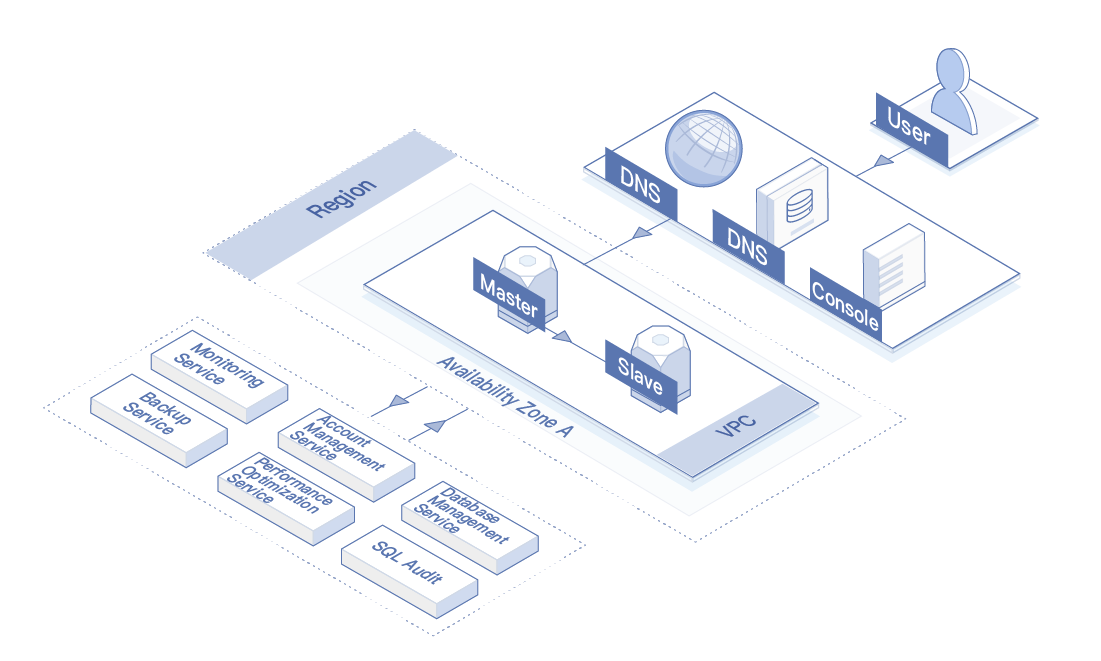 User
DNS
DNS
Console
Region
Master
Slave
VPC
Availability Zone A
Monitoring
Service
Backup
Service
Account
Management
Service
Performance
Optimization
Service
Database
Management
Service
SQL Audit